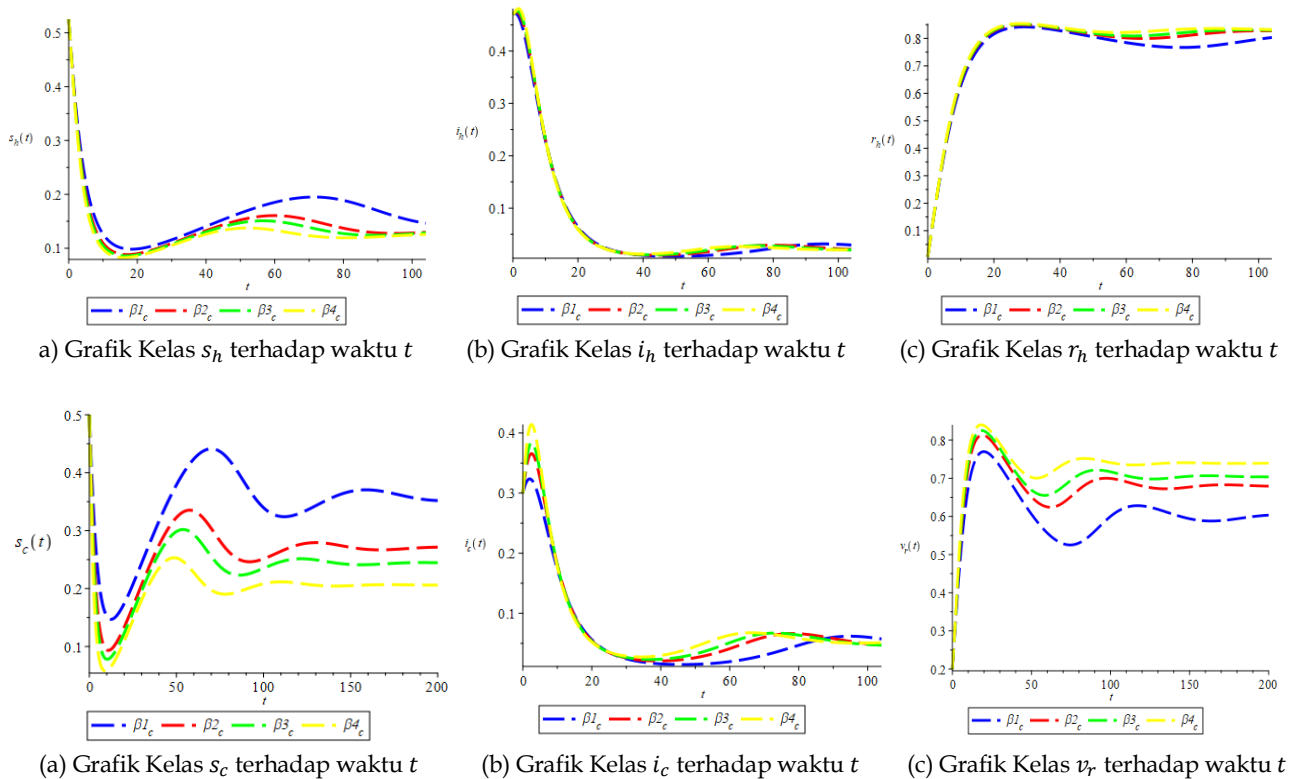 0.5
0.4
0.3
s_h(t)
0.2
0.1
0 20 40 60 80 100
t
β1_c β2_c β3_c β4_c
a) Grafik Kelas s_h terhadap waktu t
0.4
0.3
i_h(t)
0.2
0.1
0 20 40 60 80 100
t
β1_c β2_c β3_c β4_c
(b) Grafik Kelas i_h terhadap waktu t
0.8
0.7
0.6
0.5
r_h(t)
0.4
0.3
0.2
0.1
0 20 40 60 80 100
t
β1_c β2_c β3_c β4_c
(c) Grafik Kelas r_h terhadap waktu t
0.5
0.4
0.3
s_c(t)
0.2
0.1
0 50 100 150 200
t
β1_c β2_c β3_c β4_c
(a) Grafik Kelas s_c terhadap waktu t
0.4
0.3
i_c(t)
0.2
0.1
0 20 40 60 80 100
t
β1_c β2_c β3_c β4_c
(b) Grafik Kelas i_c terhadap waktu t
0.8
0.7
0.6
0.5
v_r(t)
0.4
0.3
0.2
0 50 100 150 200
t
β1_c β2_c β3_c β4_c
(c) Grafik Kelas v_r terhadap waktu t